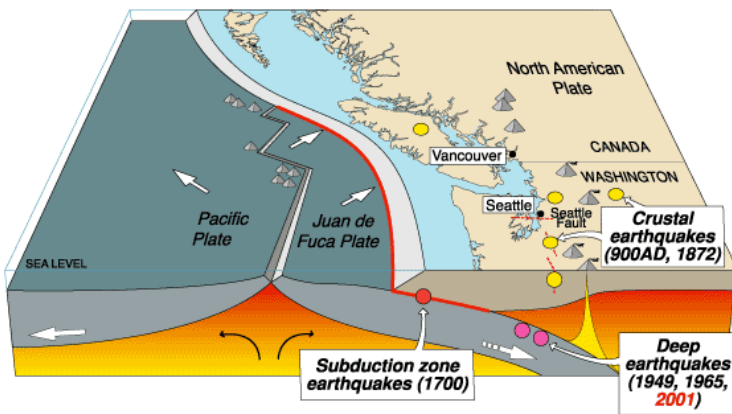 North American
Plate
CANADA
Vancouver
WASHINGTON
Seattle
Seattle
Fault
Pacific
Plate
Juan de
Fuca Plate
Crustal
earthquakes
(900AD, 1872)
SEA LEVEL
Subduction zone
earthquakes (1700)
Deep
earthquakes
(1949, 1965,
2001)